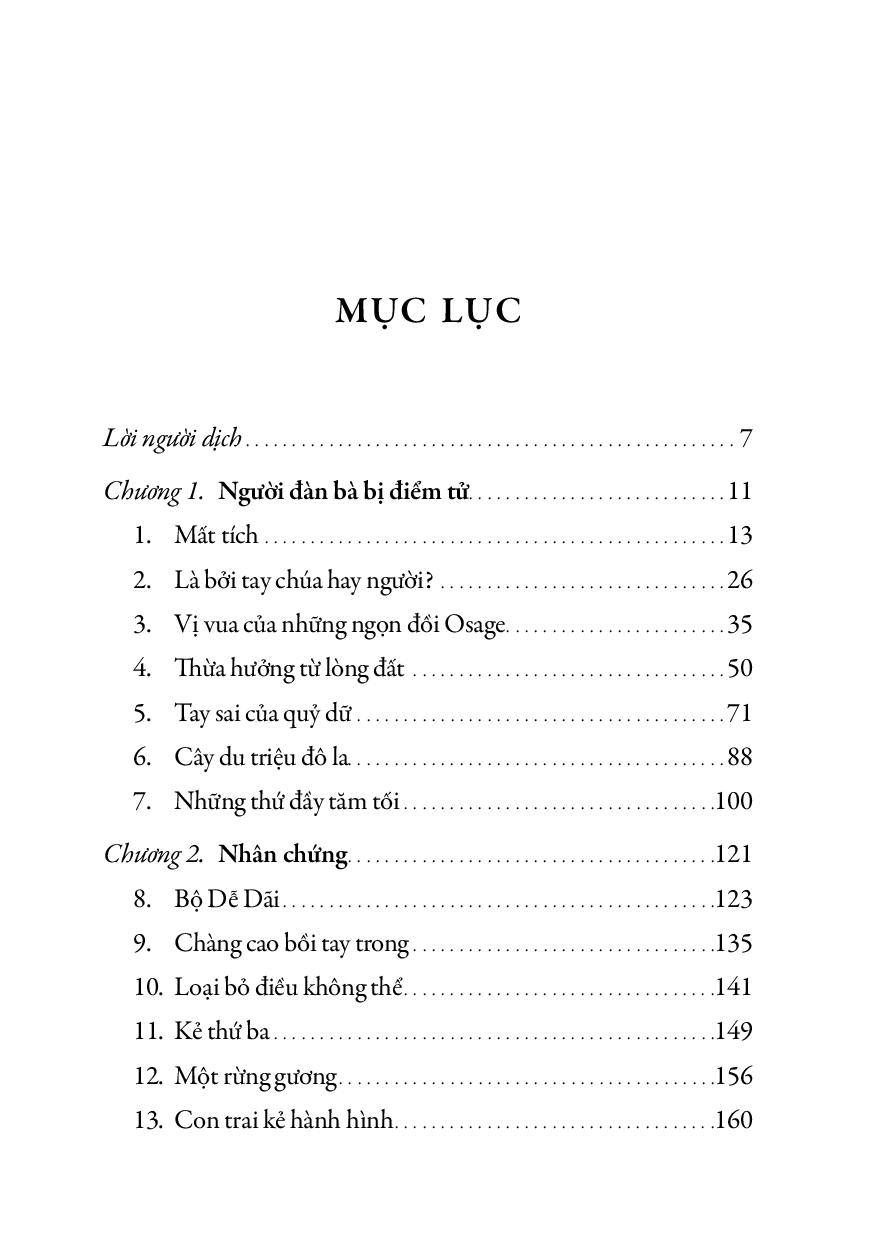 MỤC LỤC
Lời người dịch . . . . . . . . . . . . . . . . . . . . . . . . . . . . . . . . . . . . . . . . . . . . . . . . . . . . . 7
Chương 1. Người đàn bà bị điểm tử. . . . . . . . . . . . . . . . . . . . . . . . . . . . 11
1. Mất tích . . . . . . . . . . . . . . . . . . . . . . . . . . . . . . . . . . . . . . . . . . . . . . . . . . 13
2. Là bởi tay chúa hay người? . . . . . . . . . . . . . . . . . . . . . . . . . . . . . . . 26
3. Vị vua của những ngọn đồi Osage. . . . . . . . . . . . . . . . . . . . . . . . 35
4. Thừa hưởng từ lòng đất . . . . . . . . . . . . . . . . . . . . . . . . . . . . . . . . . . 50
5. Tay sai của quỷ dữ . . . . . . . . . . . . . . . . . . . . . . . . . . . . . . . . . . . . . . . . 71
6. Cây du triệu đô la. . . . . . . . . . . . . . . . . . . . . . . . . . . . . . . . . . . . . . . . . 88
7. Những thứ đầy tăm tối . . . . . . . . . . . . . . . . . . . . . . . . . . . . . . . . . . 100
Chương 2. Nhân chứng. . . . . . . . . . . . . . . . . . . . . . . . . . . . . . . . . . . . . . . . 121
8. Bộ Dễ Dãi . . . . . . . . . . . . . . . . . . . . . . . . . . . . . . . . . . . . . . . . . . . . . . . 123
9. Chàng cao bồi tay trong . . . . . . . . . . . . . . . . . . . . . . . . . . . . . . . . . 135
10. Loại bỏ điều không thể. . . . . . . . . . . . . . . . . . . . . . . . . . . . . . . . . . 141
11. Kẻ thứ ba . . . . . . . . . . . . . . . . . . . . . . . . . . . . . . . . . . . . . . . . . . . . . . . . 149
12. Một rừng gương. . . . . . . . . . . . . . . . . . . . . . . . . . . . . . . . . . . . . . . . . 156
13. Con trai kẻ hành hình. . . . . . . . . . . . . . . . . . . . . . . . . . . . . . . . . . . 160